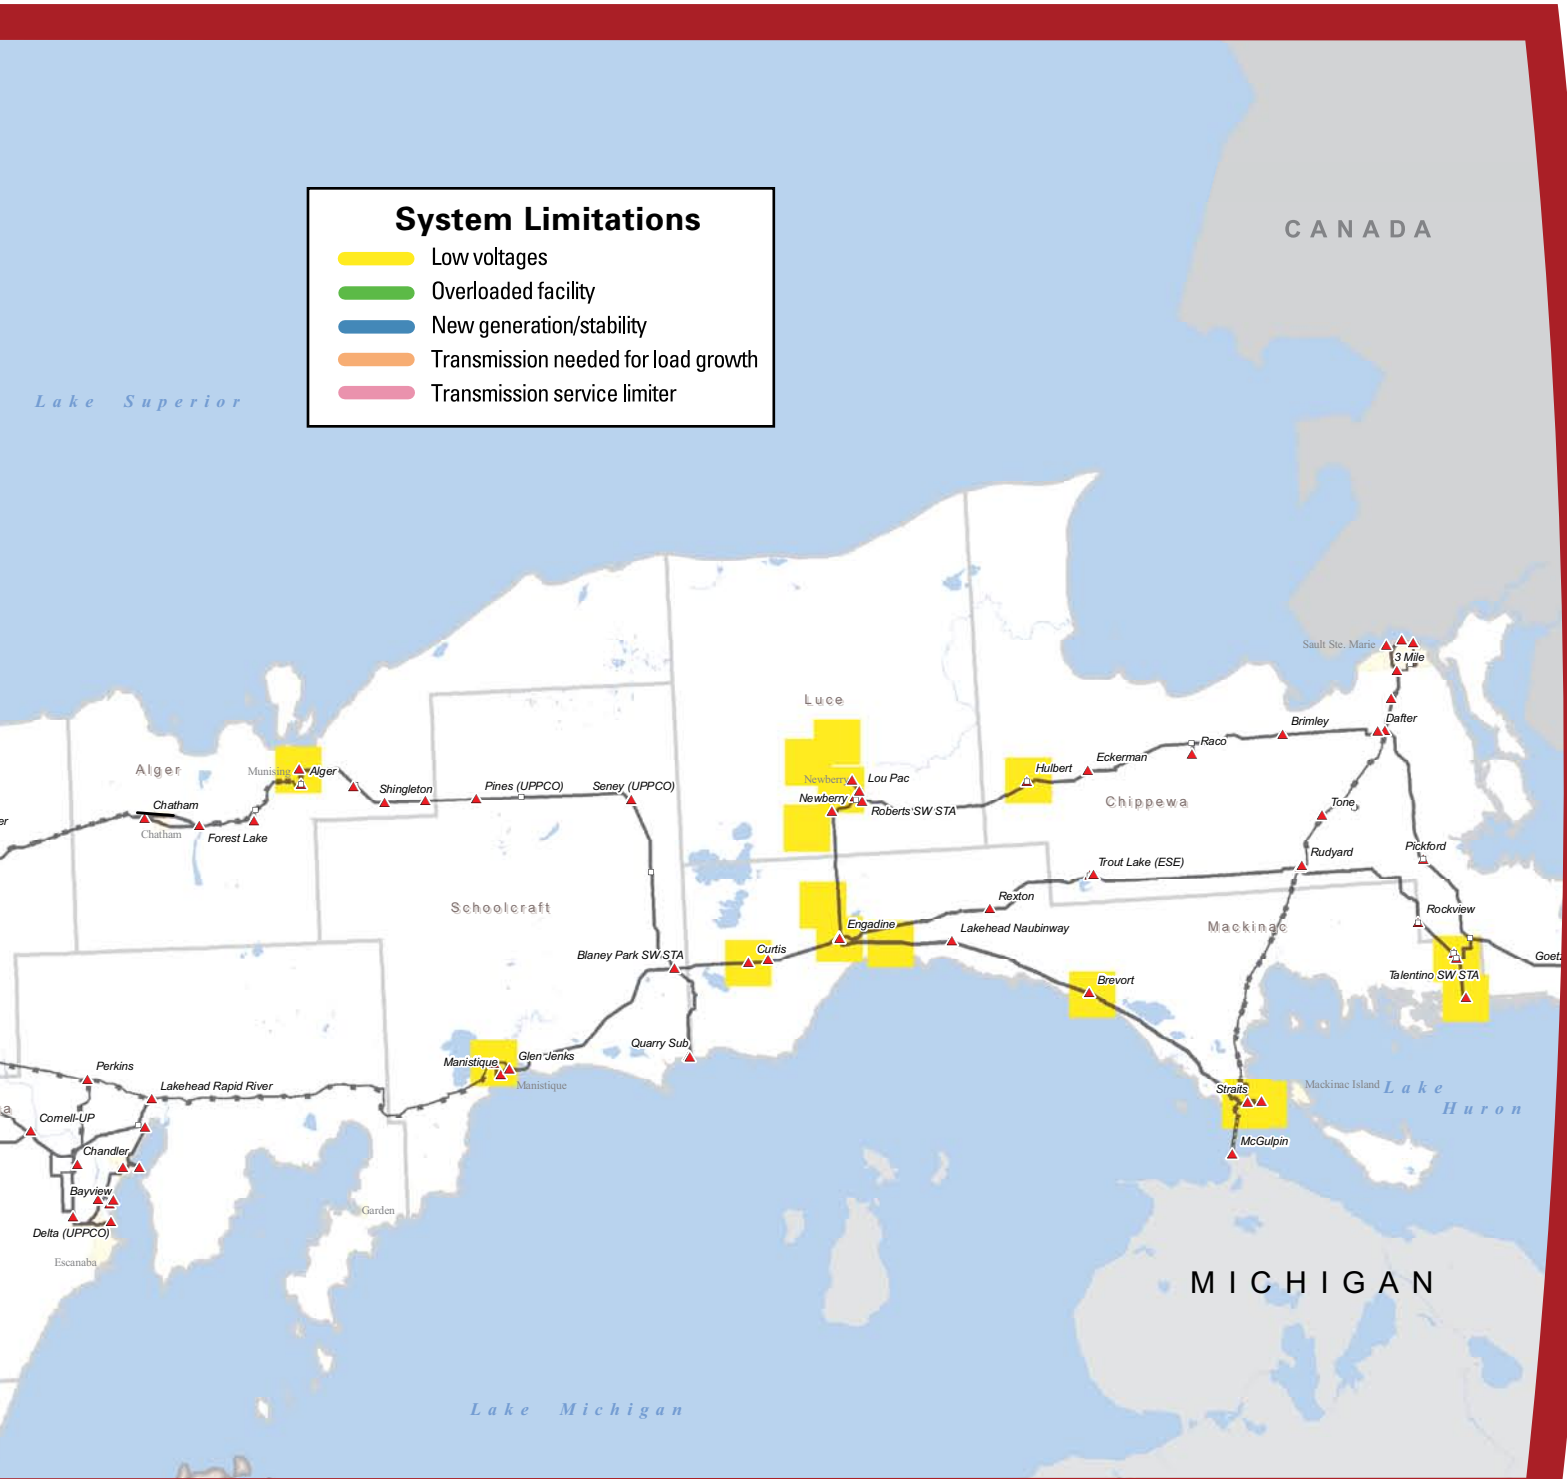 System Limitations
Low voltages
Overloaded facility
New generation/stability
Transmission needed for load growth
Transmission service limiter
CANADA
Lake Superior
Sault Ste. Marie
3 Mile
Luce
Dafter
Brimley
Raco
Eckerman
Hulbert
Alger
Munising
Alger
Lou Pac
Newberry
Newberry
Roberts SW STA
Chippewa
Tone
Shingleton
Pines (UPPCO)
Seney (UPPCO)
Chatham
Chatham
Forest Lake
er
Pickford
Rudyard
Trout Lake (ESE)
Rexton
Schoolcraft
Rockview
Mackinac
Engadine
Lakehead Naubinway
Curtis
Blaney Park SW STA
Goetz
Talentino SW STA
Brevort
Quarry Sub
Glen Jenks
Manistique
Manistique
Perkins
Lakehead Rapid River
Straits
Mackinac Island
Lake
Huron
a
Cornell-UP
McGulpin
Chandler
Bayview
Garden
Delta (UPPCO)
Escanaba
MICHIGAN
Lake Michigan